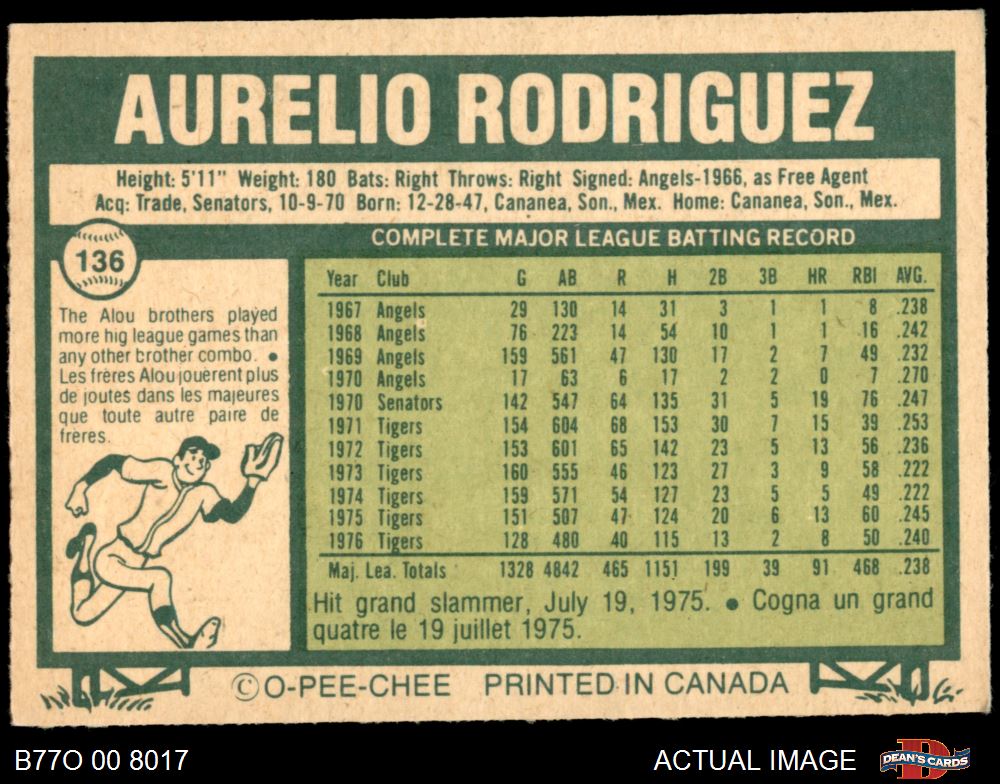 AURELIO RODRIGUEZ
Height: 5'11" Weight: 180 Bats: Right Throws: Right Signed: Angels-1966, as Free Agent
Acq: Trade, Senators, 10-9-70 Born: 12-28-47, Cananea, Son., Mex. Home: Cananea, Son., Mex.
136
The Alou brothers played
more hig league games than
any other brother combo. ●
Les frères Alou jouèrent plus
de joutes dans les majeures
que toute autre paire de
frères.
COMPLETE MAJOR LEAGUE BATTING RECORD
Year Club G AB R H 2B 3B HR RBI AVG.
1967 Angels 29 130 14 31 3 1 1 8 .238
1968 Angels 76 223 14 54 10 1 1 16 .242
1969 Angels 159 561 47 130 17 2 7 49 .232
1970 Angels 17 63 6 17 2 2 0 7 .270
1970 Senators 142 547 64 135 31 5 19 76 .247
1971 Tigers 154 604 68 153 30 7 15 39 .253
1972 Tigers 153 601 65 142 23 5 13 56 .236
1973 Tigers 160 555 46 123 27 3 9 58 .222
1974 Tigers 159 571 54 127 23 5 5 49 .222
1975 Tigers 151 507 47 124 20 6 13 60 .245
1976 Tigers 128 480 40 115 13 2 8 50 .240
Maj. Lea. Totals 1328 4842 465 1151 199 39 91 468 .238
Hit grand slammer, July 19, 1975. ● Cogna un grand
quatre le 19 juillet 1975.
© O-PEE-CHEE PRINTED IN CANADA
B77O 00 8017
ACTUAL IMAGE
D
DEAN'S CARDS